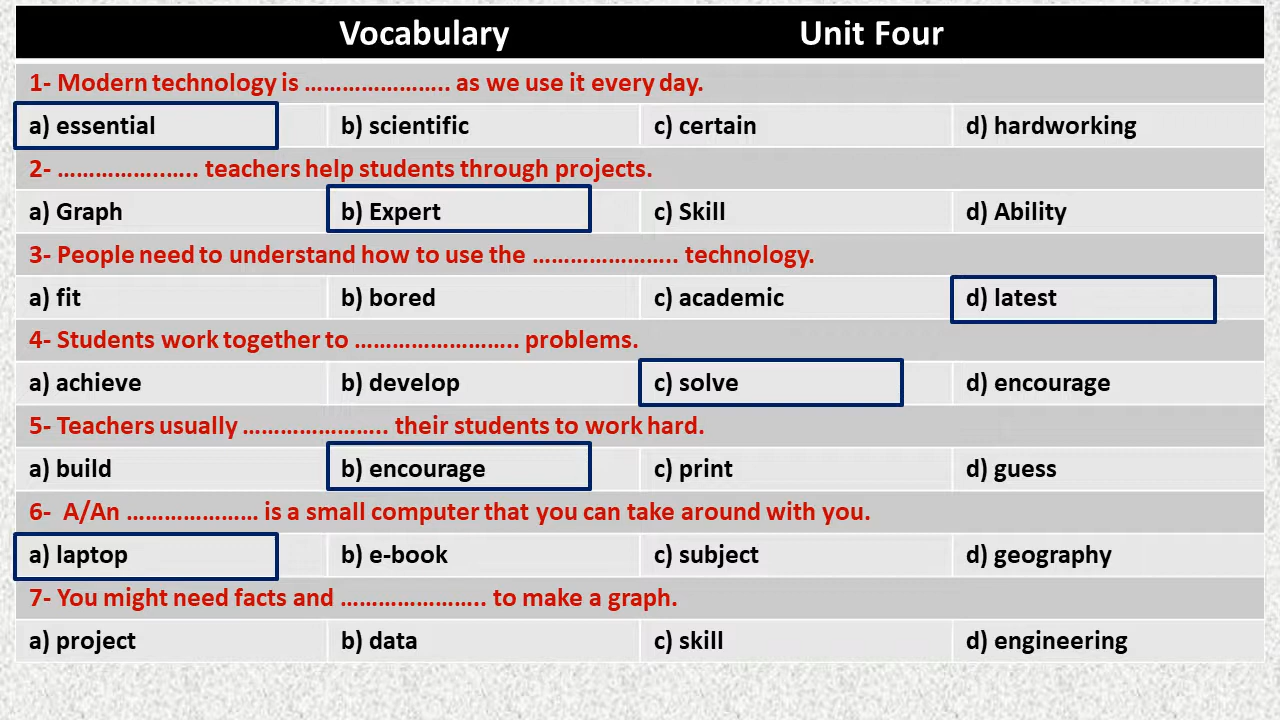 Vocabulary Unit Four
1- Modern technology is ………………….. as we use it every day.
a) essential b) scientific c) certain d) hardworking
2- ……………..….. teachers help students through projects.
a) Graph b) Expert c) Skill d) Ability
3- People need to understand how to use the ………………….. technology.
a) fit b) bored c) academic d) latest
4- Students work together to …………………….. problems.
a) achieve b) develop c) solve d) encourage
5- Teachers usually ………………….. their students to work hard.
a) build b) encourage c) print d) guess
6- A/An ………………… is a small computer that you can take around with you.
a) laptop b) e-book c) subject d) geography
7- You might need facts and ………………….. to make a graph.
a) project b) data c) skill d) engineering